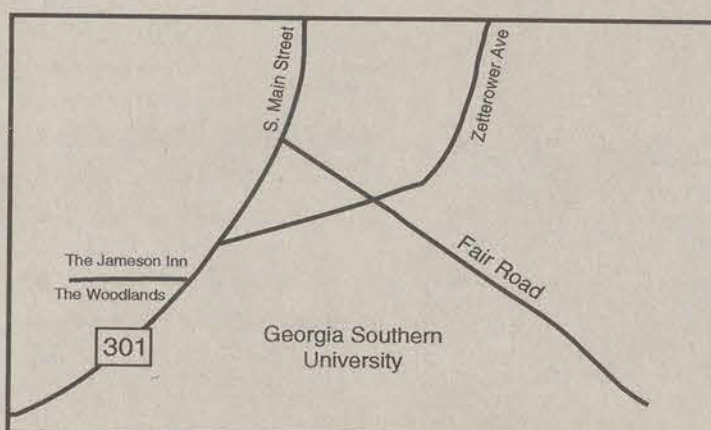 S. Main Street
Zetterower Ave
The Jameson Inn
The Woodlands
Fair Road
301
Georgia Southern
University